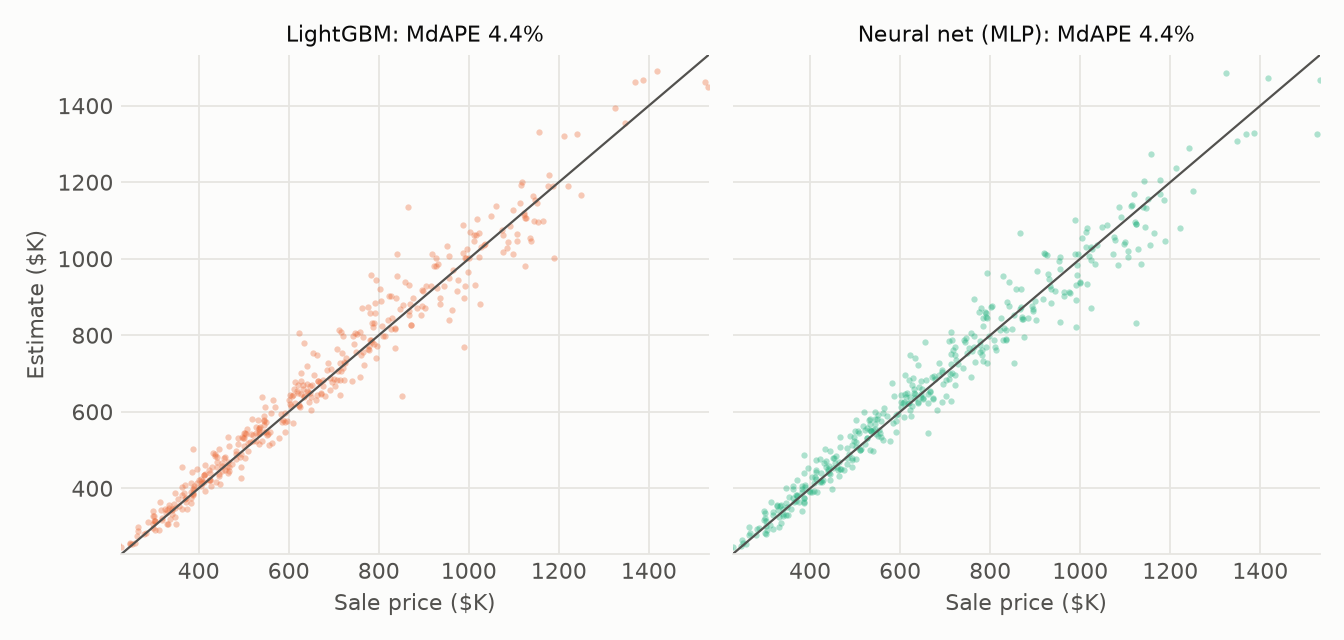 LightGBM: MdAPE 4.4%
Neural net (MLP): MdAPE 4.4%
Estimate ($K)
1400
1200
1000
800
600
400
400 600 800 1000 1200 1400
400 600 800 1000 1200 1400
Sale price ($K)
Sale price ($K)